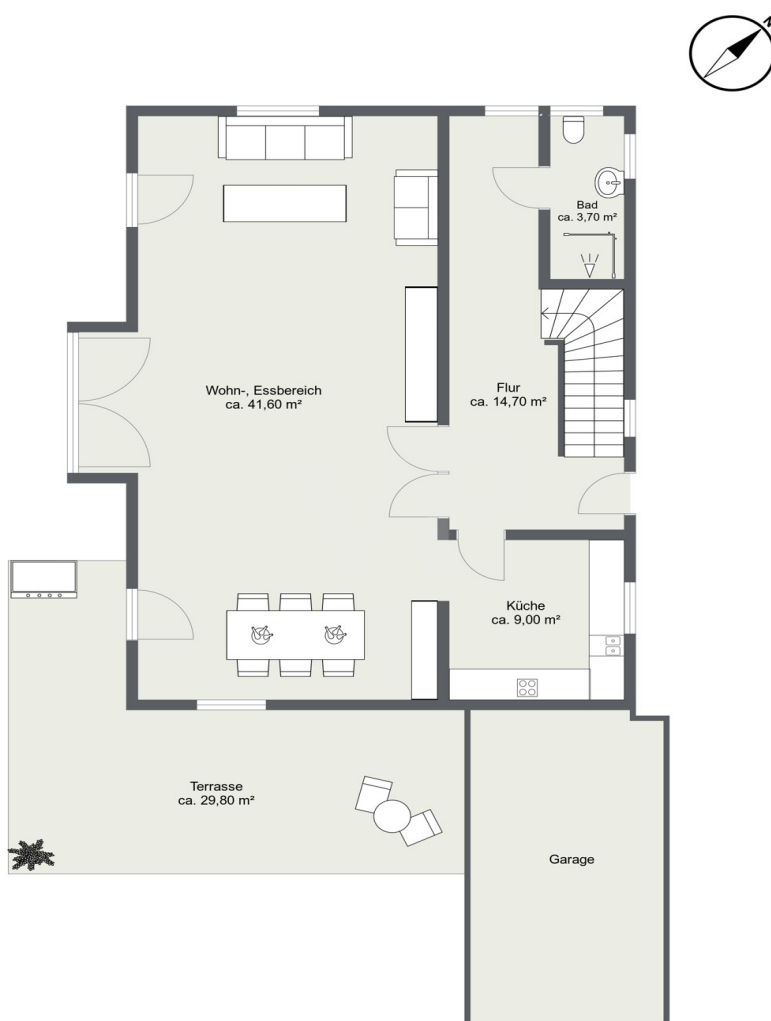 N
Bad
ca. 3,70 m²
Wohn-, Essbereich
ca. 41,60 m²
Flur
ca. 14,70 m²
Küche
ca. 9,00 m²
Terrasse
ca. 29,80 m²
Garage